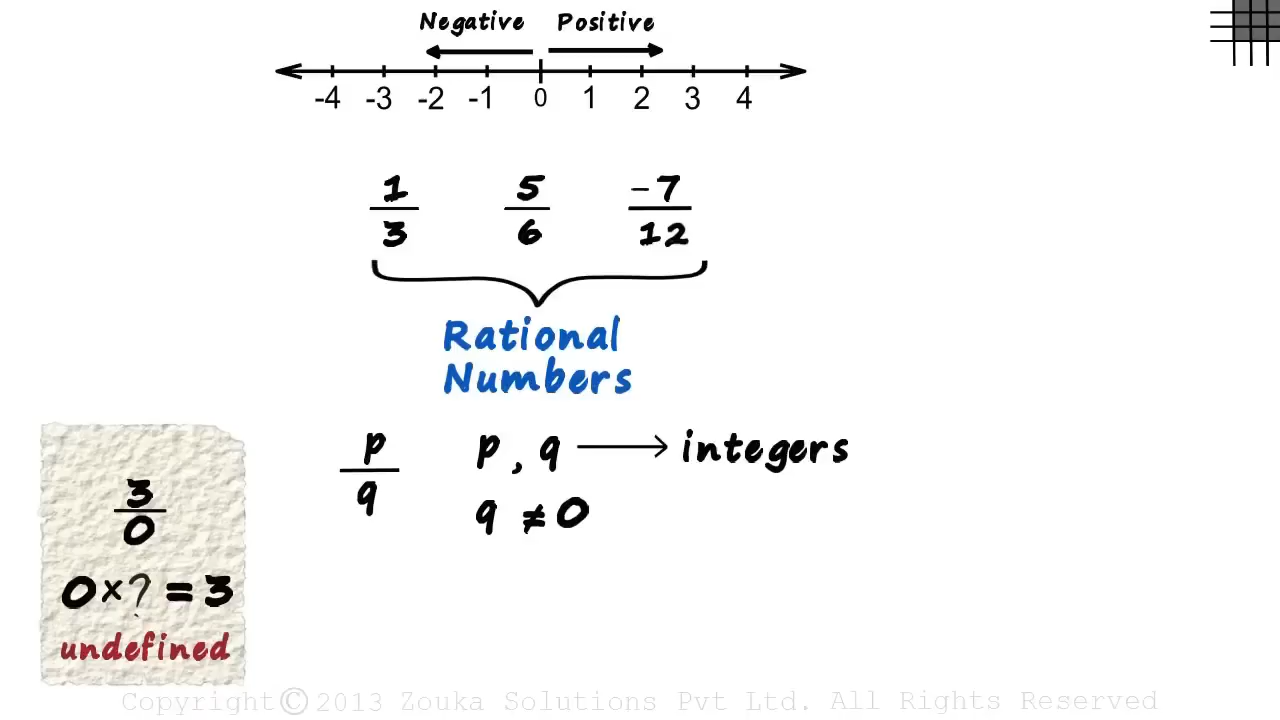 Negative Positive
-4 -3 -2 -1 0 1 2 3 4
1/3 5/6 -7/12
Rational
Numbers
p/q p, q → integers
q ≠ 0
3/0
0 × ? = 3
undefined
Copyright © 2013 Zouka Solutions Pvt Ltd. All Rights Reserved